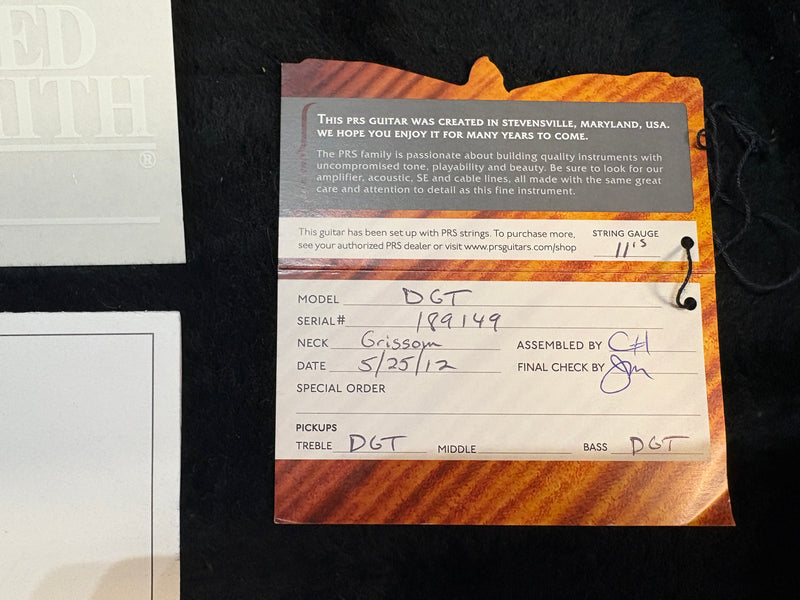 ED
ITH
®
THIS PRS GUITAR WAS CREATED IN STEVENSVILLE, MARYLAND, USA.
WE HOPE YOU ENJOY IT FOR MANY YEARS TO COME.
The PRS family is passionate about building quality instruments with
uncompromised tone, playability and beauty. Be sure to look for our
amplifier, acoustic, SE and cable lines, all made with the same great
care and attention to detail as this fine instrument.
This guitar has been set up with PRS strings. To purchase more,
see your authorized PRS dealer or visit www.prsguitars.com/shop
STRING GAUGE
11's
MODEL DGT
SERIAL# 189149
NECK Grissom ASSEMBLED BY CH
DATE 5/25/12 FINAL CHECK BY
SPECIAL ORDER
PICKUPS
TREBLE DGT MIDDLE BASS DGT